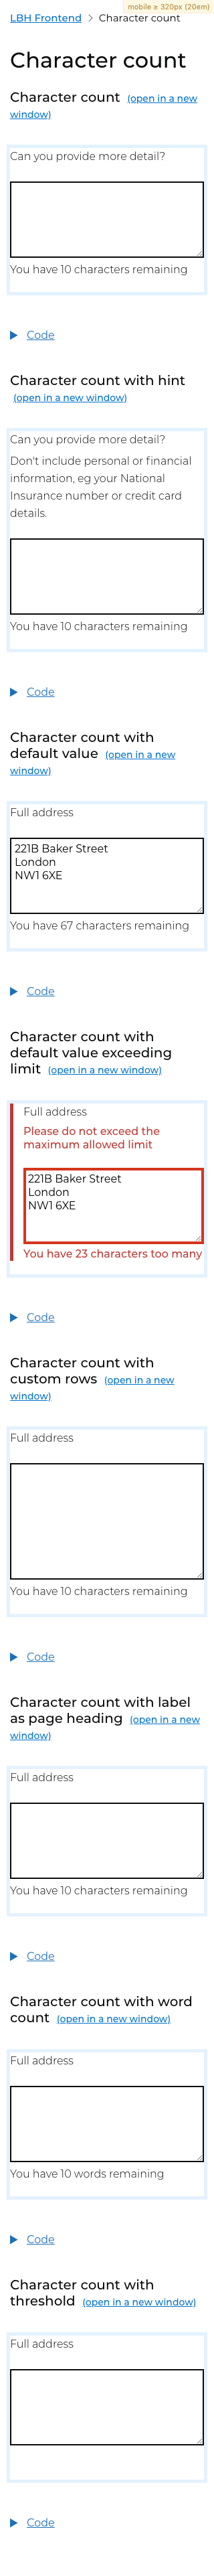 mobile ≥ 320px (20em)
LBH Frontend > Character count
Character count
Character count (open in a new
window)
Can you provide more detail?
You have 10 characters remaining
Code
Character count with hint
(open in a new window)
Can you provide more detail?
Don't include personal or financial
information, eg your National
Insurance number or credit card
details.
You have 10 characters remaining
Code
Character count with
default value (open in a new
window)
Full address
221B Baker Street
London
NW1 6XE
You have 67 characters remaining
Code
Character count with
default value exceeding
limit (open in a new window)
Full address
Please do not exceed the
maximum allowed limit
221B Baker Street
London
NW1 6XE
You have 23 characters too many
Code
Character count with
custom rows (open in a new
window)
Full address
You have 10 characters remaining
Code
Character count with label
as page heading (open in a new
window)
Full address
You have 10 characters remaining
Code
Character count with word
count (open in a new window)
Full address
You have 10 words remaining
Code
Character count with
threshold (open in a new window)
Full address
Code